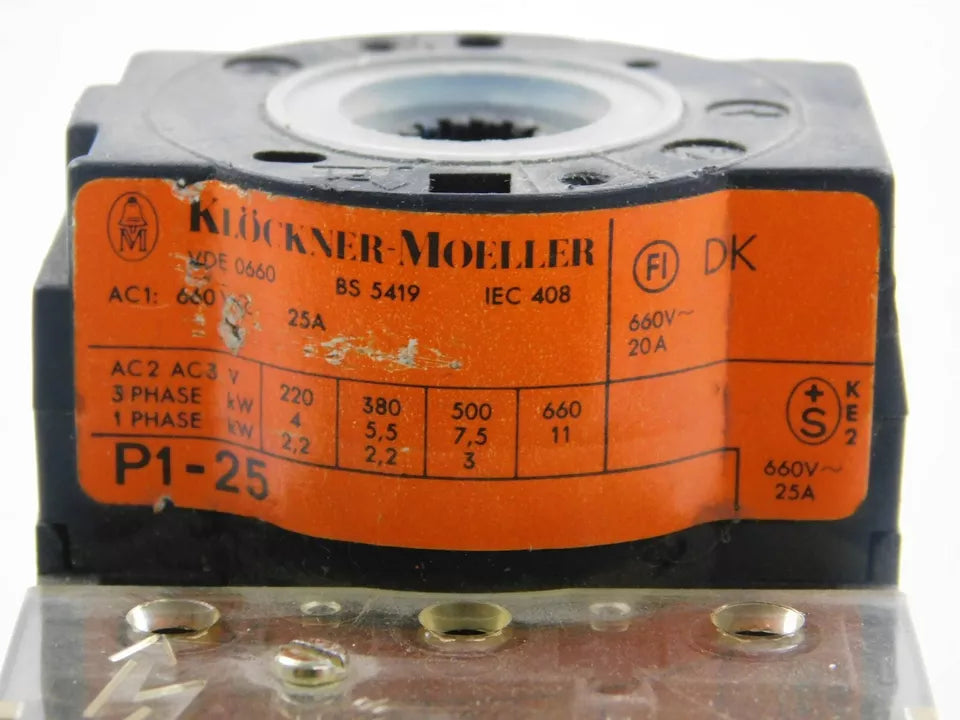 M
KLÖCKNER-MOELLER
VDE 0660 BS 5419 IEC 408
AC1: 660 V~ 25A
FI DK
660V~
20A
AC2 AC3 V 220 380 500 660
3 PHASE kW 4 5,5 7,5 11
1 PHASE kW 2,2 2,2 3
P1-25
+S
KE2
660V~
25A